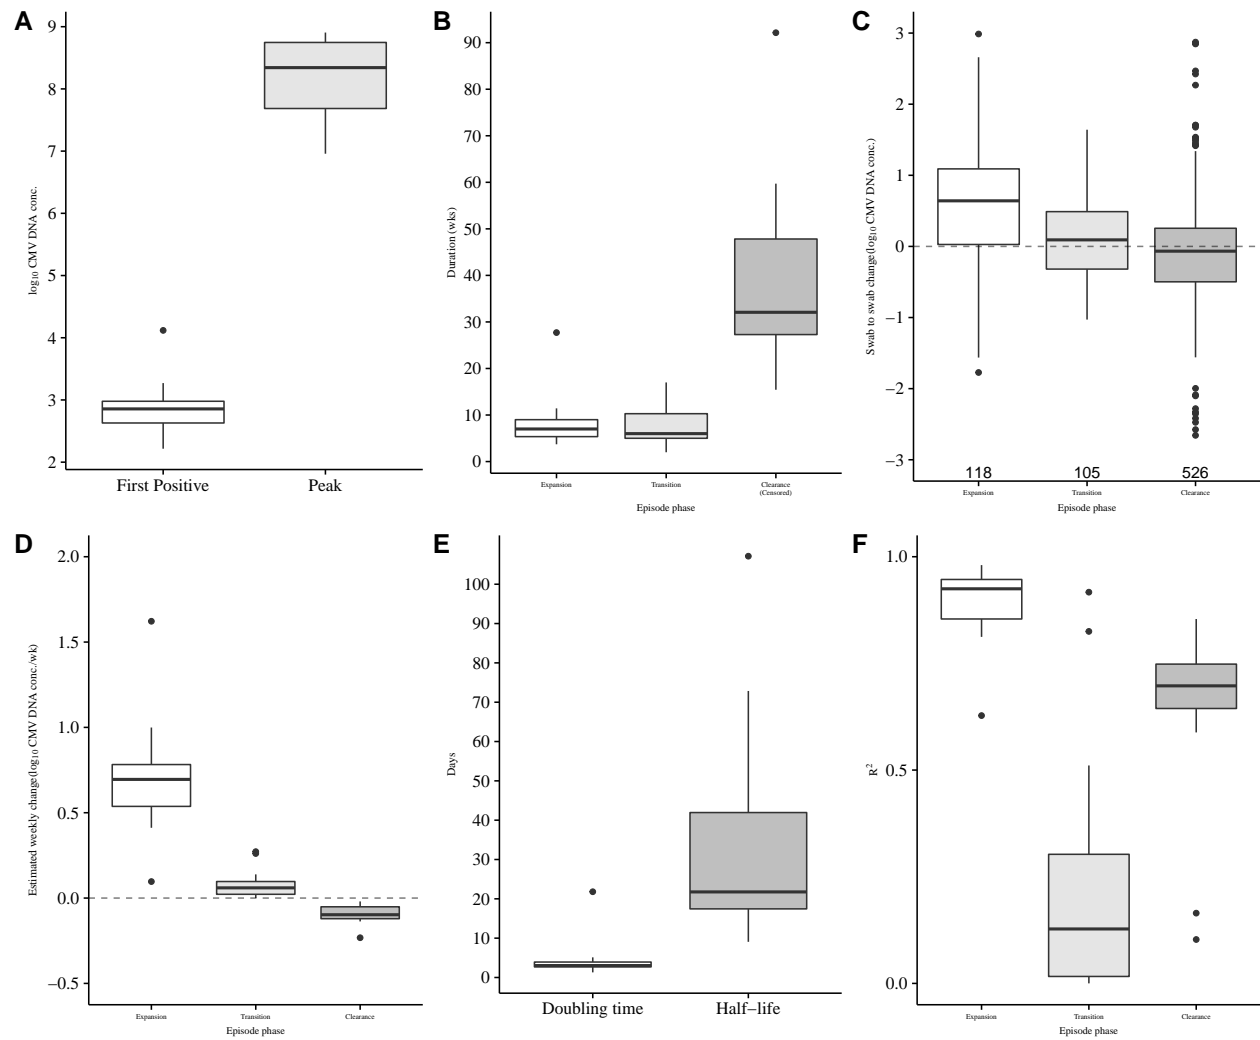 A
9
8
7
6
5
4
3
2
log10 CMV DNA conc.
First Positive
Peak
B
90
80
70
60
50
40
30
20
10
0
Duration (wks)
Expansion
Transition
Clearance
(Censored)
Episode phase
C
3
2
1
0
−1
−2
−3
Swab to swab change(log10 CMV DNA conc.)
118
105
526
Expansion
Transition
Clearance
Episode phase
D
2.0
1.5
1.0
0.5
0.0
−0.5
Estimated weekly change(log10 CMV DNA conc./wk)
Expansion
Transition
Clearance
Episode phase
E
100
90
80
70
60
50
40
30
20
10
0
Days
Doubling time
Half−life
F
1.0
0.5
0.0
R2
Expansion
Transition
Clearance
Episode phase